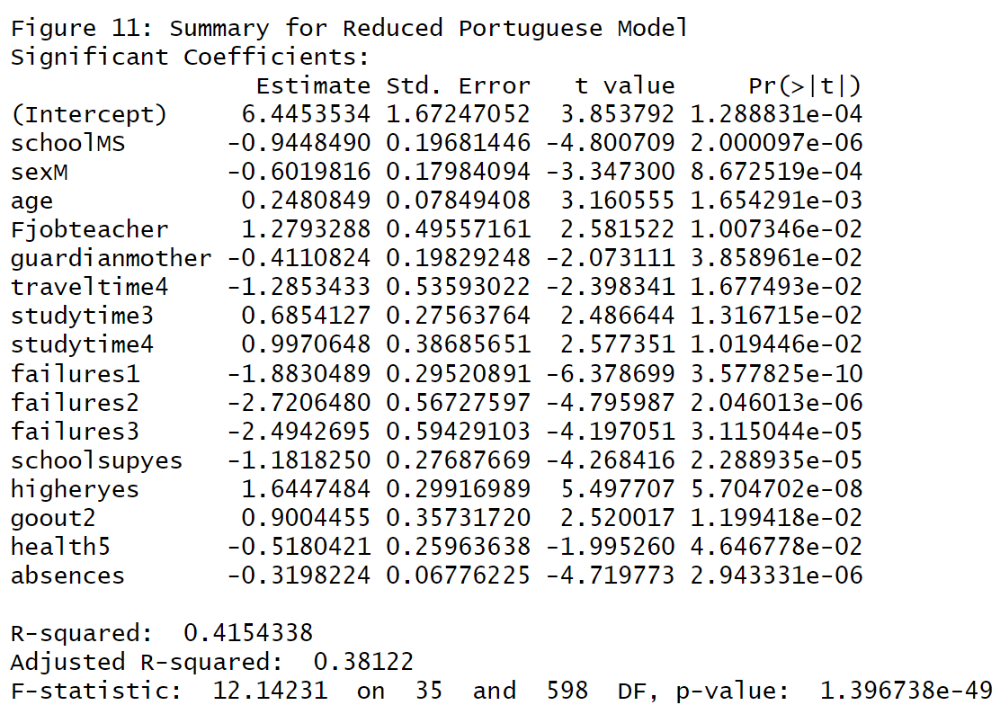 Figure 11: Summary for Reduced Portuguese Model
Significant Coefficients:
Estimate Std. Error t value Pr(>|t|)
(Intercept) 6.4453534 1.67247052 3.853792 1.288831e-04
schoolMS -0.9448490 0.19681446 -4.800709 2.000097e-06
sexM -0.6019816 0.17984094 -3.347300 8.672519e-04
age 0.2480849 0.07849408 3.160555 1.654291e-03
Fjobteacher 1.2793288 0.49557161 2.581522 1.007346e-02
guardianmother -0.4110824 0.19829248 -2.073111 3.858961e-02
traveltime4 -1.2853433 0.53593022 -2.398341 1.677493e-02
studytime3 0.6854127 0.27563764 2.486644 1.316715e-02
studytime4 0.9970648 0.38685651 2.577351 1.019446e-02
failures1 -1.8830489 0.29520891 -6.378699 3.577825e-10
failures2 -2.7206480 0.56727597 -4.795987 2.046013e-06
failures3 -2.4942695 0.59429103 -4.197051 3.115044e-05
schoolsupyes -1.1818250 0.27687669 -4.268416 2.288935e-05
higheryes 1.6447484 0.29916989 5.497707 5.704702e-08
goout2 0.9004455 0.35731720 2.520017 1.199418e-02
health5 -0.5180421 0.25963638 -1.995260 4.646778e-02
absences -0.3198224 0.06776225 -4.719773 2.943331e-06
R-squared: 0.4154338
Adjusted R-squared: 0.38122
F-statistic: 12.14231 on 35 and 598 DF, p-value: 1.396738e-49